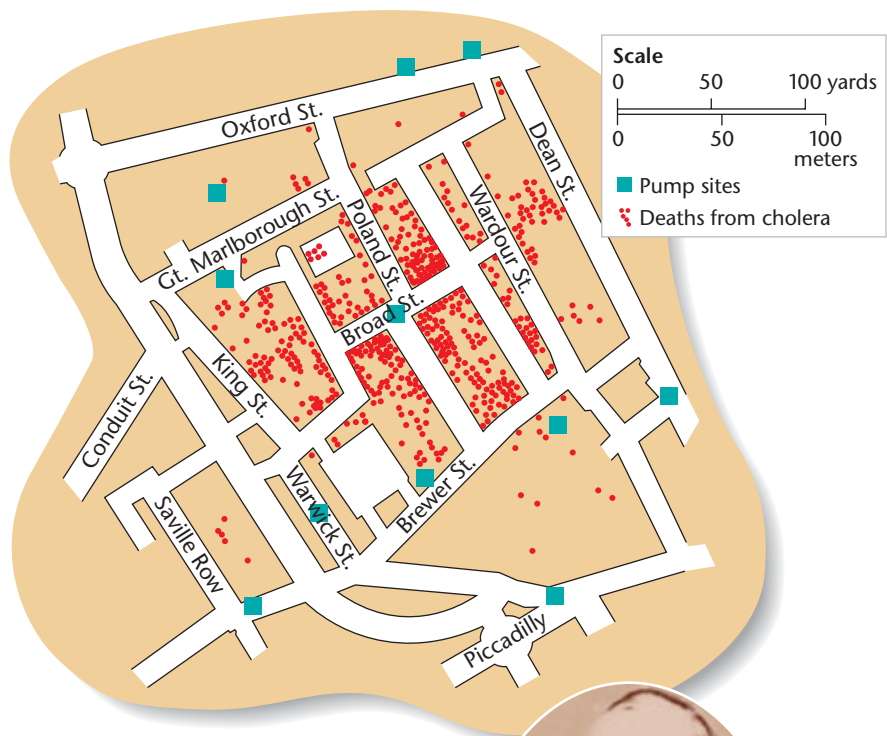 Scale
0 50 100 yards
0 50 100
meters
Pump sites
Deaths from cholera
Oxford St.
Dean St.
Gt. Marlborough St.
Poland St.
Wardour St.
Broad St.
King St.
Conduit St.
Warwick St.
Brewer St.
Saville Row
Piccadilly